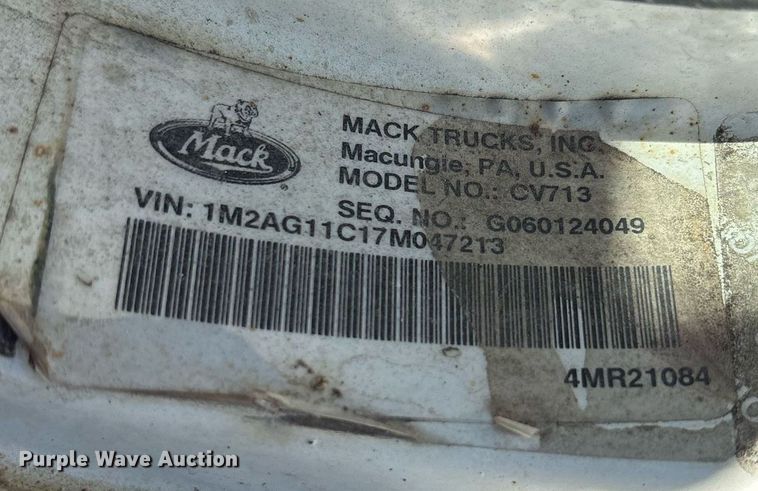 Mack
MACK TRUCKS, INC.
Macungie, PA, U.S.A.
MODEL NO.: CV713
SEQ. NO.: G060124049
VIN: 1M2AG11C17M047213
4MR21084
Purple Wave Auction